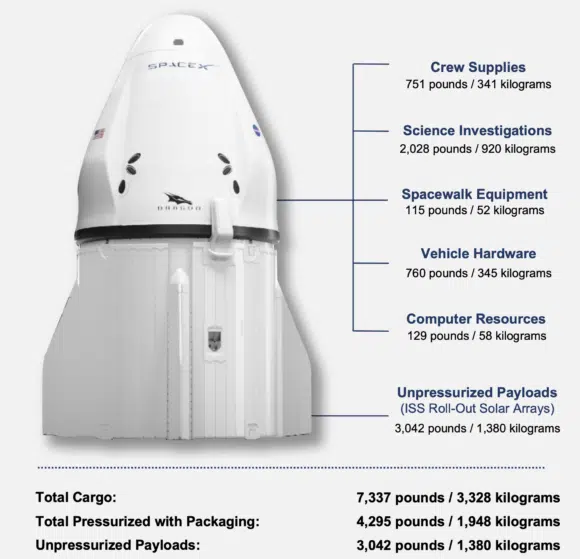 SPACEX
DRAGON
Crew Supplies
751 pounds / 341 kilograms
Science Investigations
2,028 pounds / 920 kilograms
Spacewalk Equipment
115 pounds / 52 kilograms
Vehicle Hardware
760 pounds / 345 kilograms
Computer Resources
129 pounds / 58 kilograms
Unpressurized Payloads
(ISS Roll-Out Solar Arrays)
3,042 pounds / 1,380 kilograms
Total Cargo: 7,337 pounds / 3,328 kilograms
Total Pressurized with Packaging: 4,295 pounds / 1,948 kilograms
Unpressurized Payloads: 3,042 pounds / 1,380 kilograms